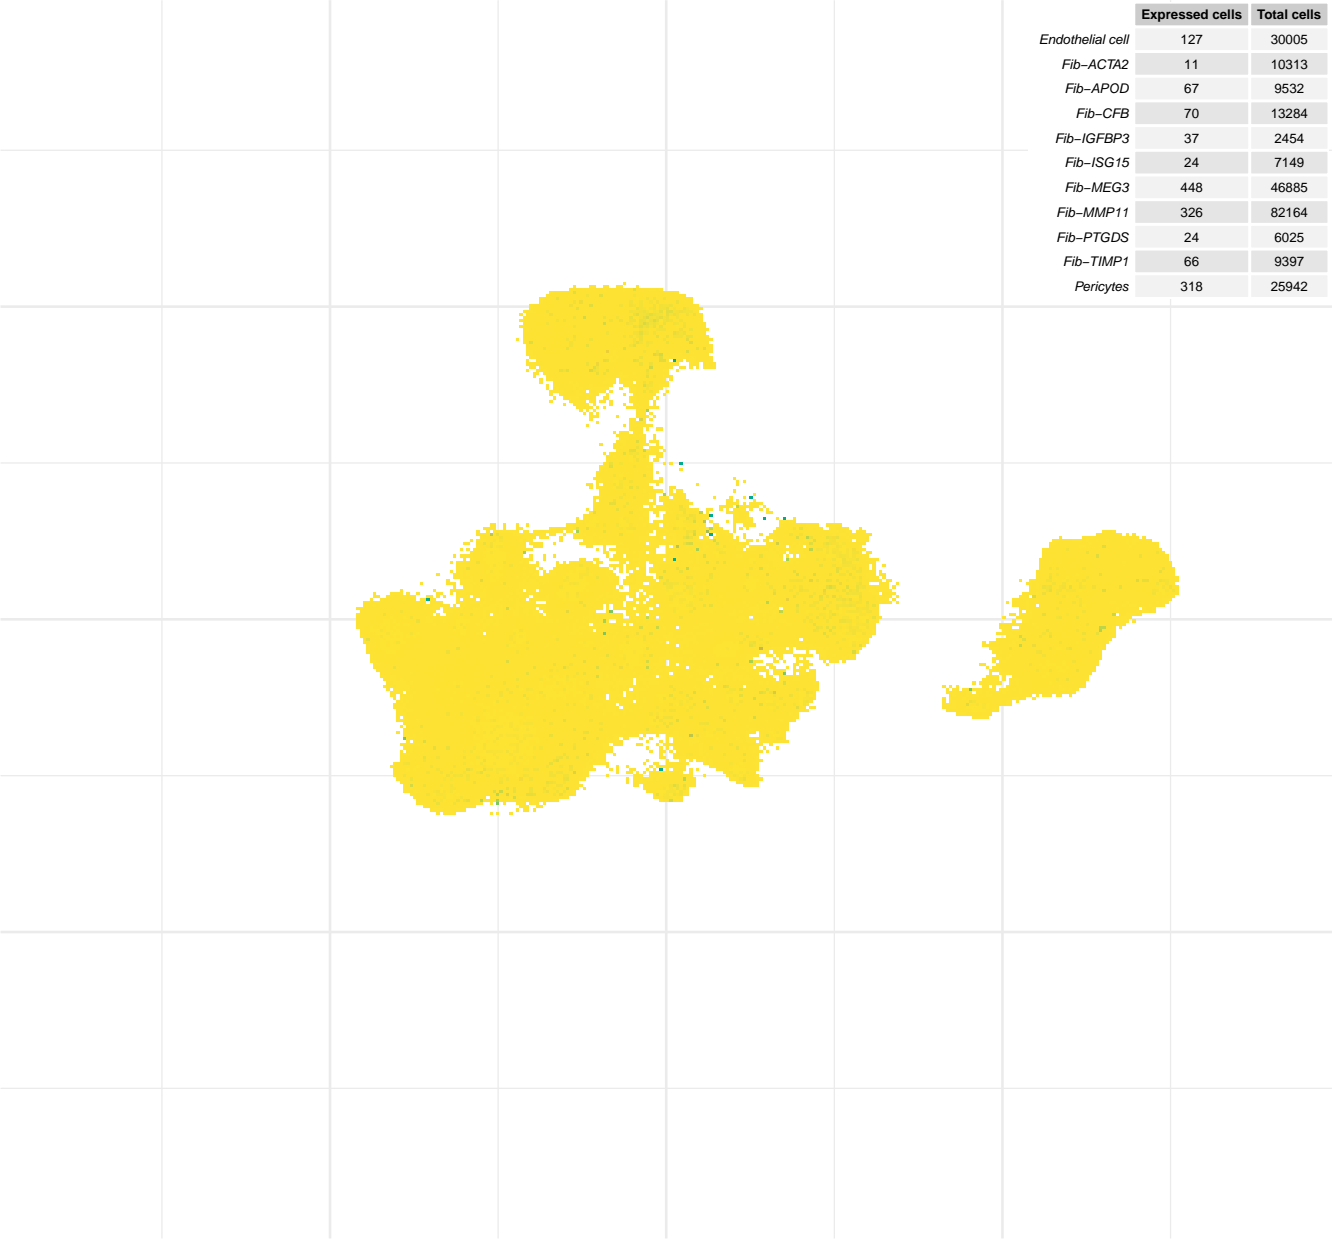 Expressed cells Total cells
Endothelial cell 127 30005
Fib−ACTA2 11 10313
Fib−APOD 67 9532
Fib−CFB 70 13284
Fib−IGFBP3 37 2454
Fib−ISG15 24 7149
Fib−MEG3 448 46885
Fib−MMP11 326 82164
Fib−PTGDS 24 6025
Fib−TIMP1 66 9397
Pericytes 318 25942